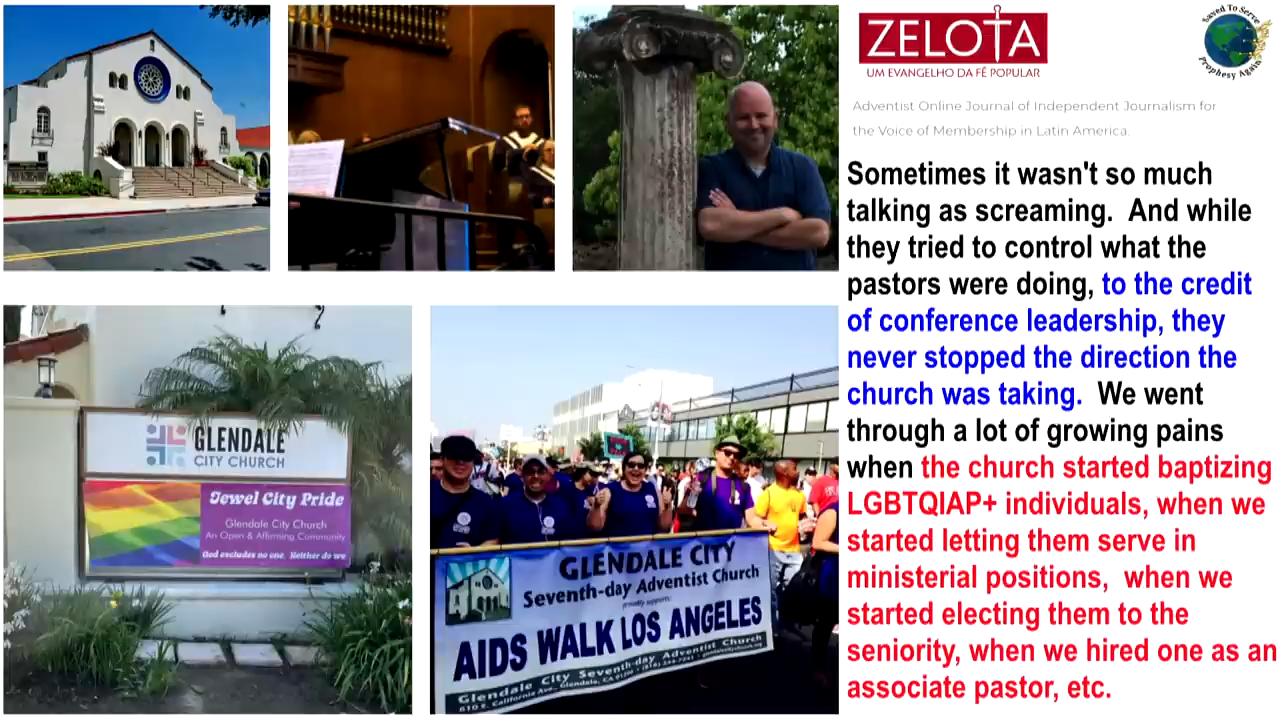 ZELOTA
UM EVANGELHO DA FÉ POPULAR
Saved To Serve
Prophesy Again
Adventist Online Journal of Independent Journalism for
the Voice of Membership in Latin America.
Sometimes it wasn't so much
talking as screaming. And while
they tried to control what the
pastors were doing, to the credit
of conference leadership, they
never stopped the direction the
church was taking. We went
through a lot of growing pains
when the church started baptizing
LGBTQIAP+ individuals, when we
started letting them serve in
ministerial positions, when we
started electing them to the
seniority, when we hired one as an
associate pastor, etc.
GLENDALE
CITY CHURCH
Jewel City Pride
Glendale City Church
An Open & Affirming Community
God excludes no one. Neither do we
GLENDALE CITY
Seventh-day Adventist Church
proudly supports
AIDS WALK LOS ANGELES
Glendale City Seventh-day Adventist Church
610 E. California Ave., Glendale, CA